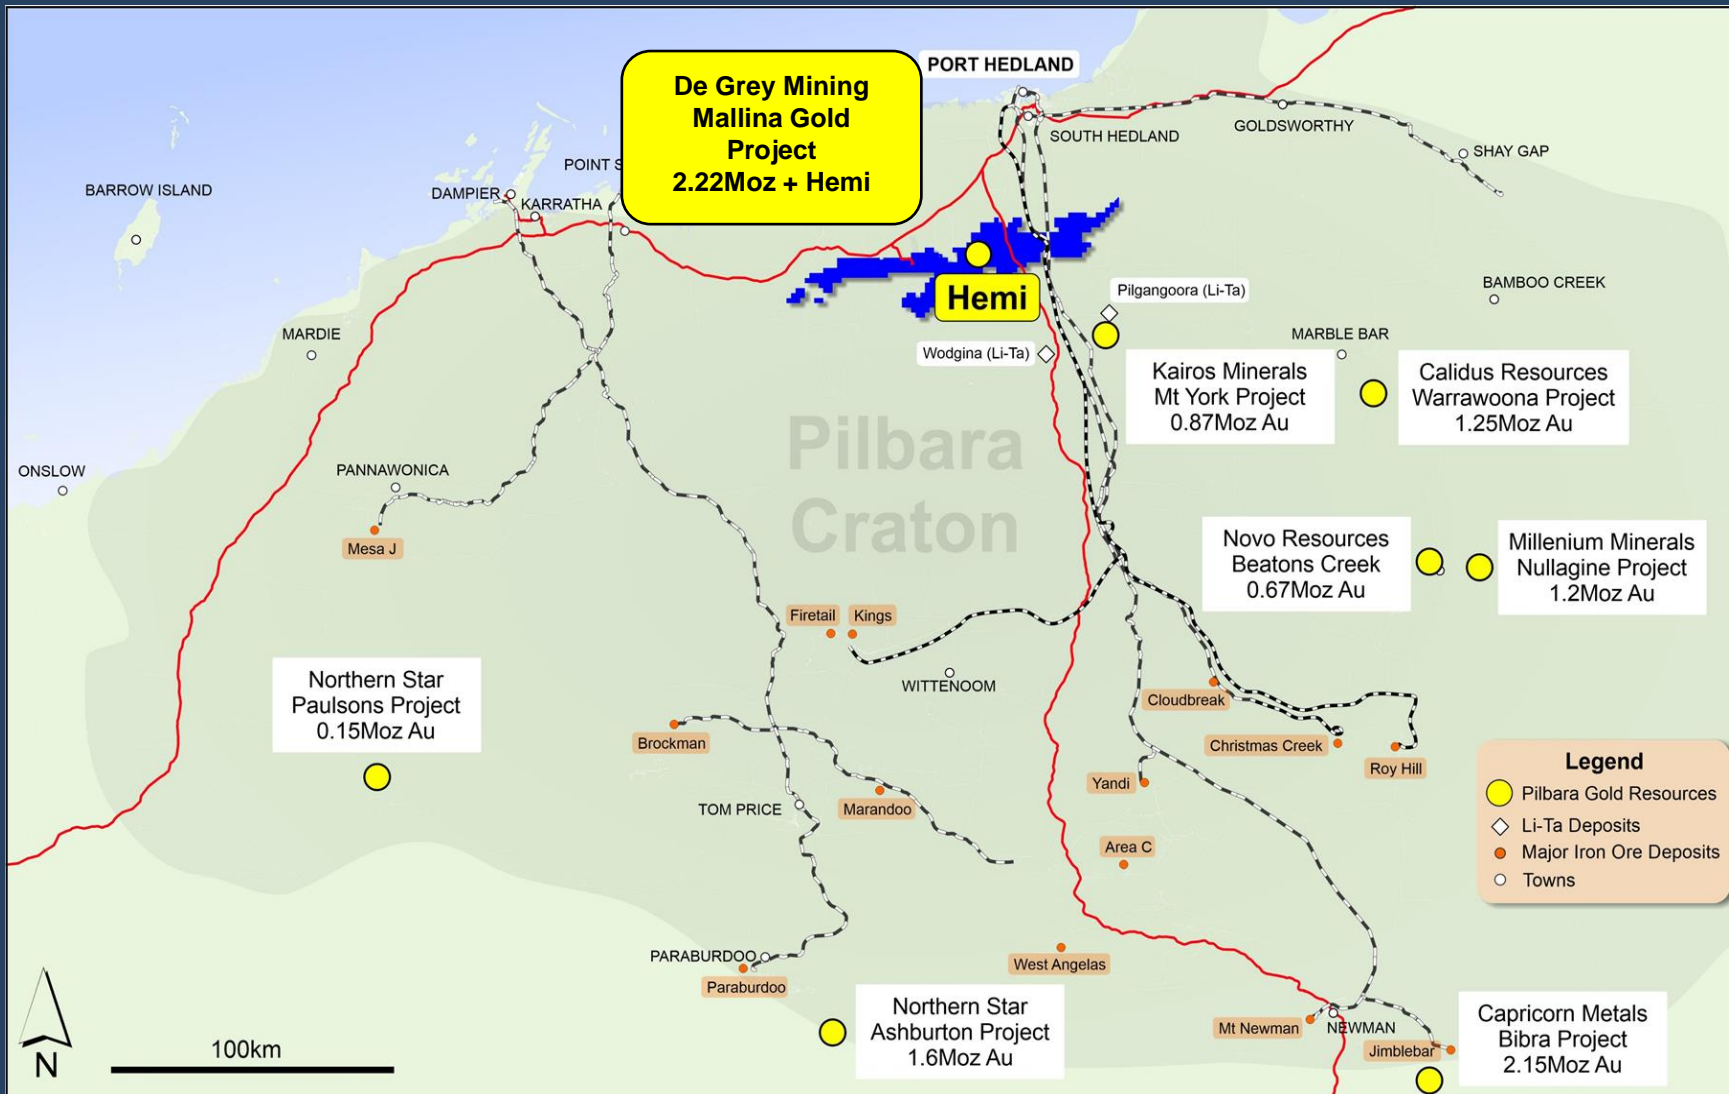 De Grey Mining
Mallina Gold
Project
2.22Moz + Hemi
PORT HEDLAND
SOUTH HEDLAND
GOLDSWORTHY
SHAY GAP
POINT S
BARROW ISLAND
DAMPIER
KARRATHA
Hemi
Pilgangoora (Li-Ta)
BAMBOO CREEK
MARDIE
Wodgina (Li-Ta)
MARBLE BAR
Kairos Minerals
Mt York Project
0.87Moz Au
Calidus Resources
Warrawoona Project
1.25Moz Au
Pilbara
Craton
ONSLOW
PANNAWONICA
Mesa J
Novo Resources
Beatons Creek
0.67Moz Au
Millenium Minerals
Nullagine Project
1.2Moz Au
Firetail
Kings
WITTENOOM
Northern Star
Paulsons Project
0.15Moz Au
Cloudbreak
Brockman
Christmas Creek
Roy Hill
Yandi
TOM PRICE
Marandoo
Area C
Legend
Pilbara Gold Resources
Li-Ta Deposits
Major Iron Ore Deposits
Towns
PARABURDOO
Paraburdoo
West Angelas
Northern Star
Ashburton Project
1.6Moz Au
Mt Newman
NEWMAN
Jimblebar
Capricorn Metals
Bibra Project
2.15Moz Au
N
100km